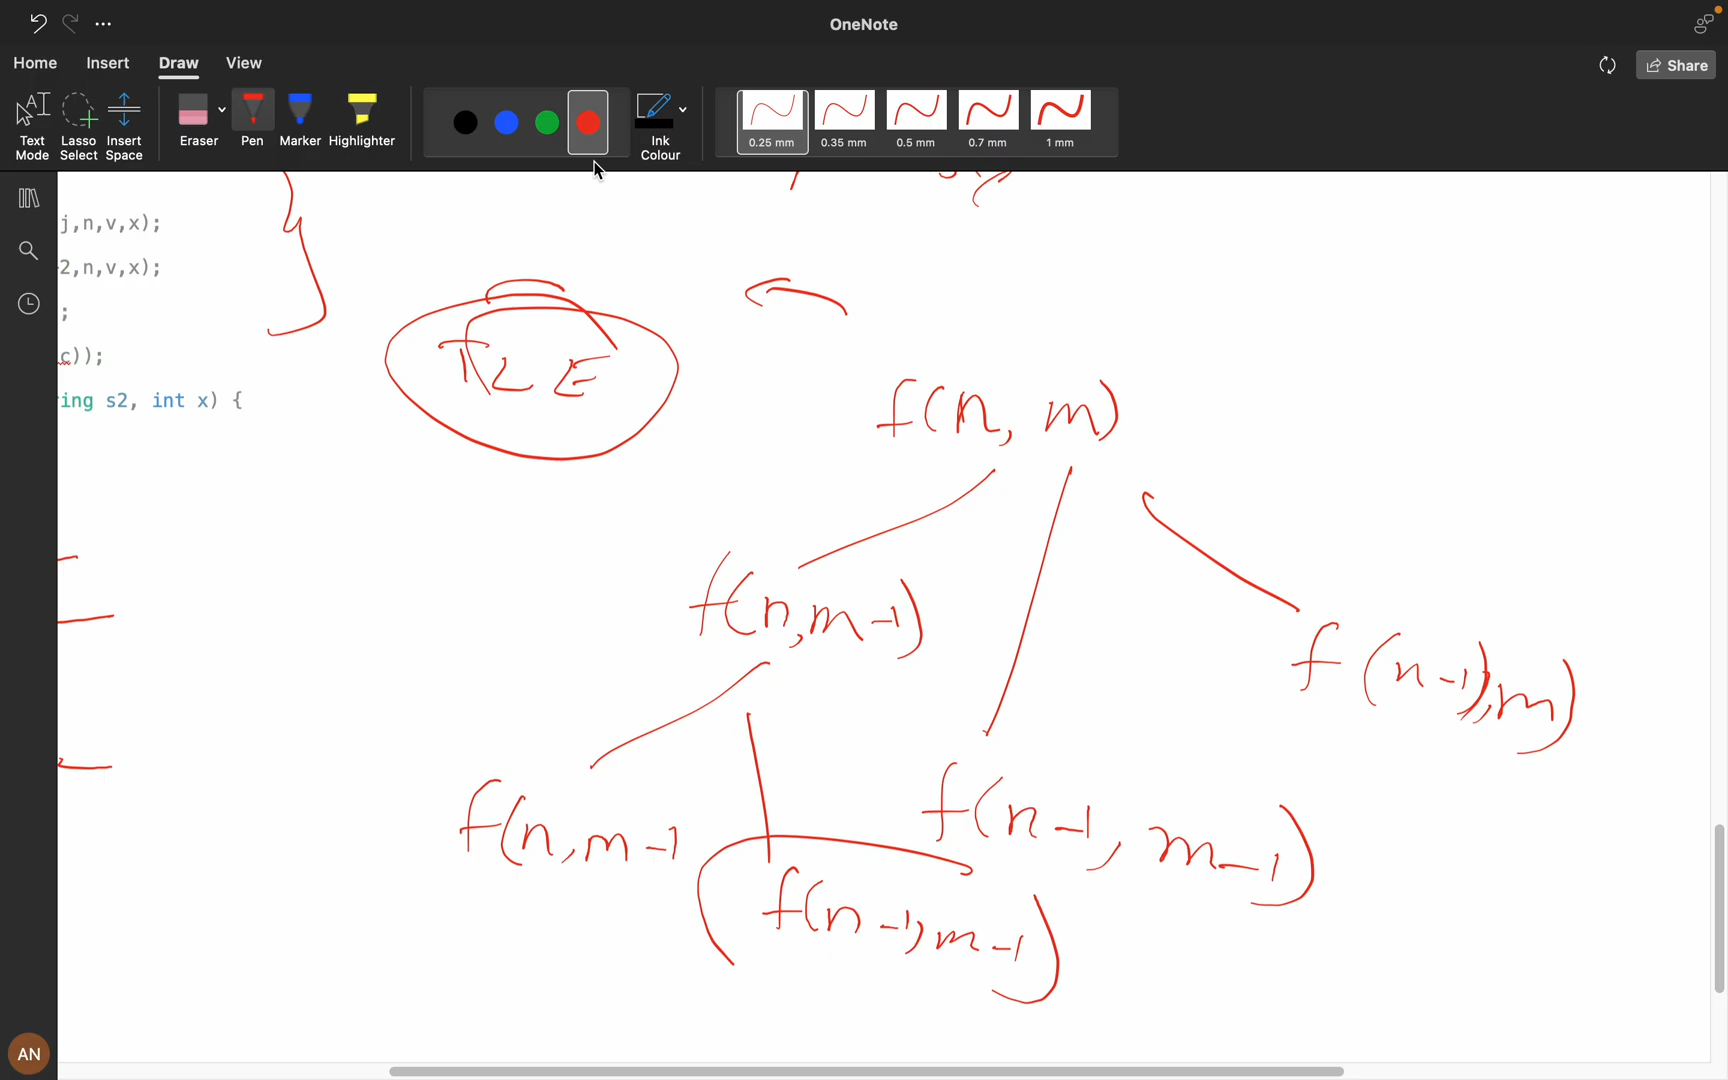 OneNote
Home Insert Draw View
Share
Text Mode
Lasso Select
Insert Space
Eraser
Pen
Marker
Highlighter
Ink Colour
0.25 mm
0.35 mm
0.5 mm
0.7 mm
1 mm
j,n,v,x);
2,n,v,x);
;
c));
ing s2, int x) {
TLE
f(n, m)
f(n,m-1)
f(n-1),m)
f(n,m-1
f(n-1, m-1)
f(n-1,m-1)
AN